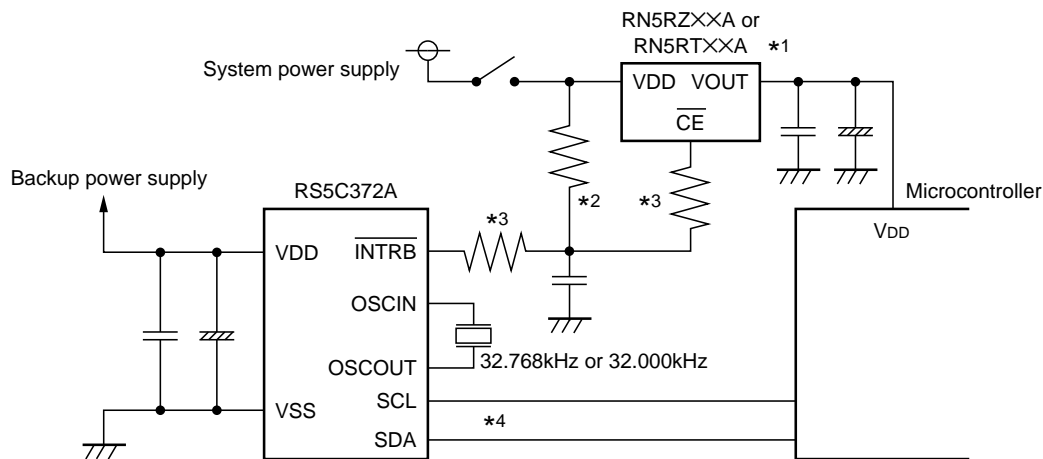 RN5RZ××A or
RN5RT××A *1
System power supply
VDD VOUT
CE
Backup power supply
RS5C372A
*2
*3
Microcontroller
*3
VDD
VDD
INTRB
OSCIN
32.768kHz or 32.000kHz
OSCOUT
SCL
VSS
*4
SDA